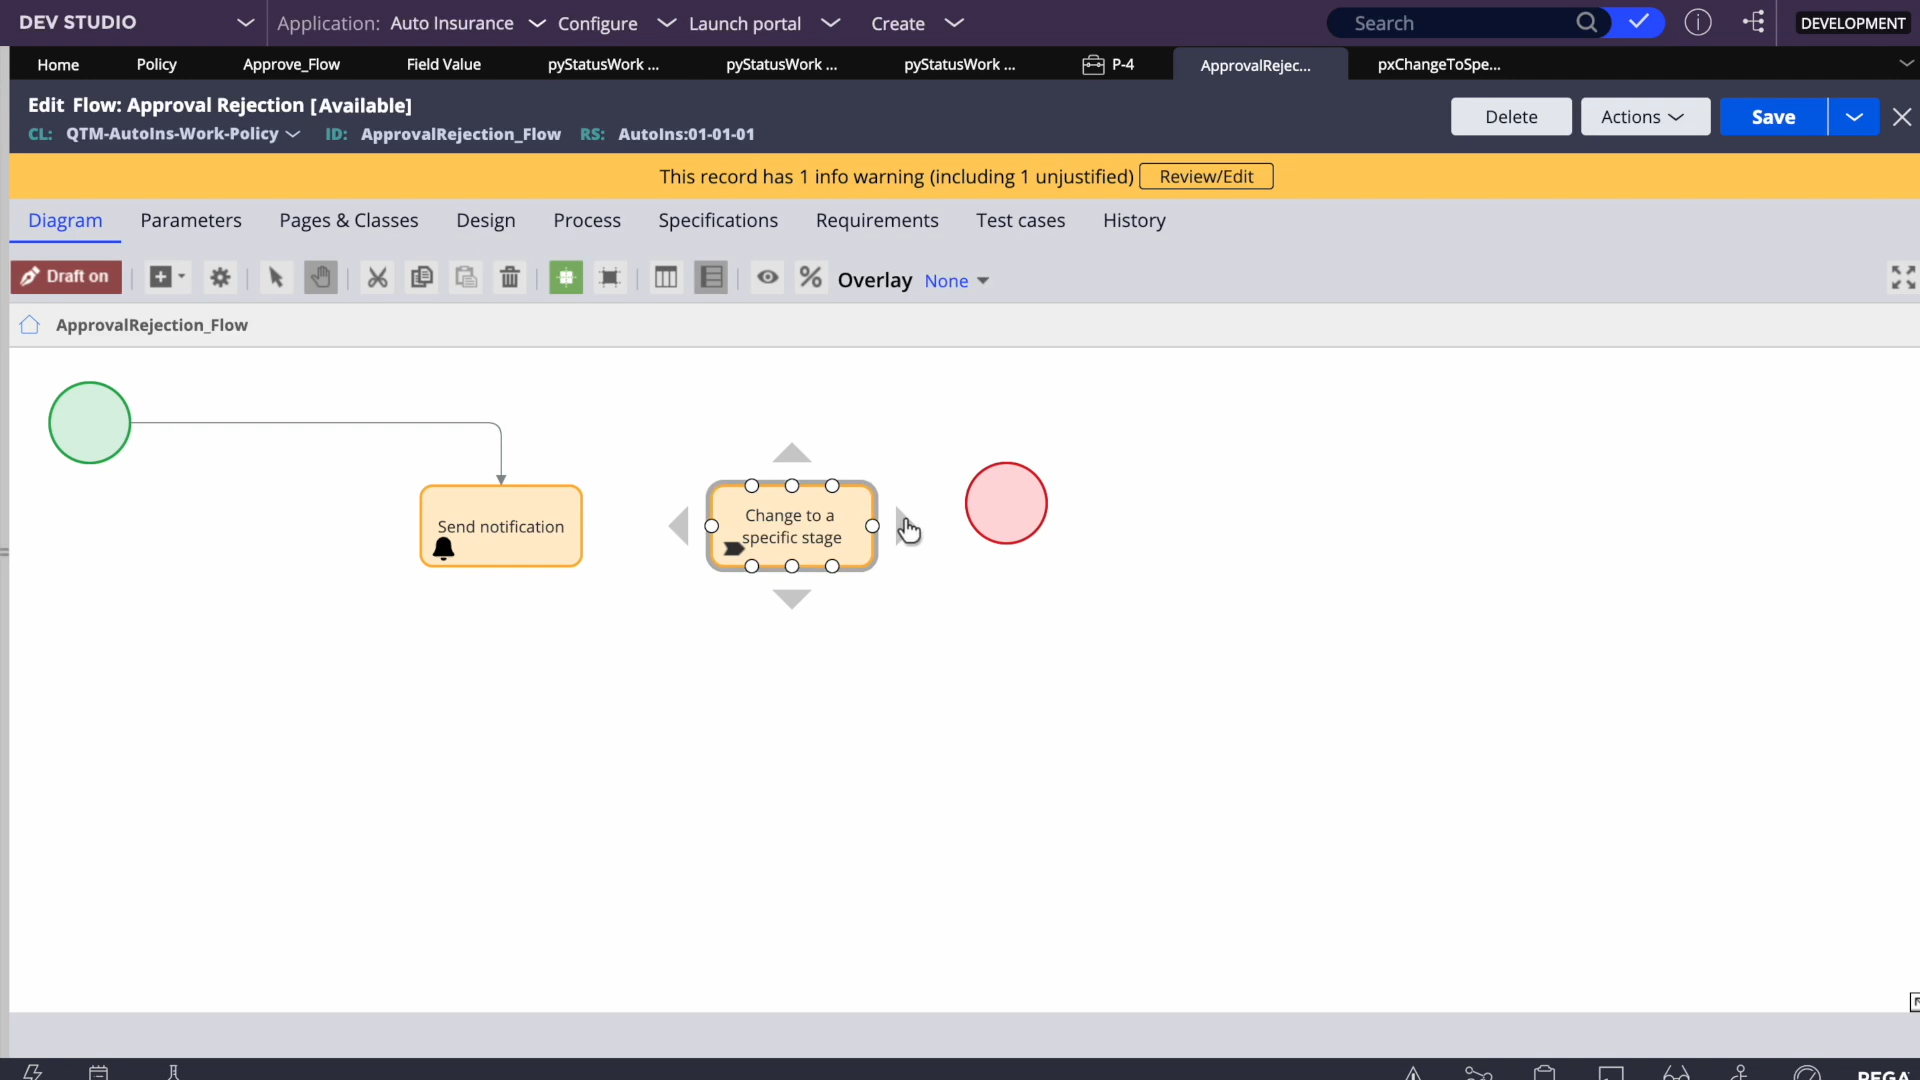 DEV STUDIO
Application: Auto Insurance Configure Launch portal Create Search DEVELOPMENT
Home Policy Approve_Flow Field Value pyStatusWork ... pyStatusWork ... pyStatusWork ... P-4 ApprovalRejec... pxChangeToSpe...
Edit Flow: Approval Rejection [Available]
Delete Actions Save
CL: QTM-AutoIns-Work-Policy ID: ApprovalRejection_Flow RS: AutoIns:01-01-01
This record has 1 info warning (including 1 unjustified) Review/Edit
Diagram Parameters Pages & Classes Design Process Specifications Requirements Test cases History
Draft on Overlay None
ApprovalRejection_Flow
Send notification
Change to a
specific stage
PEGA